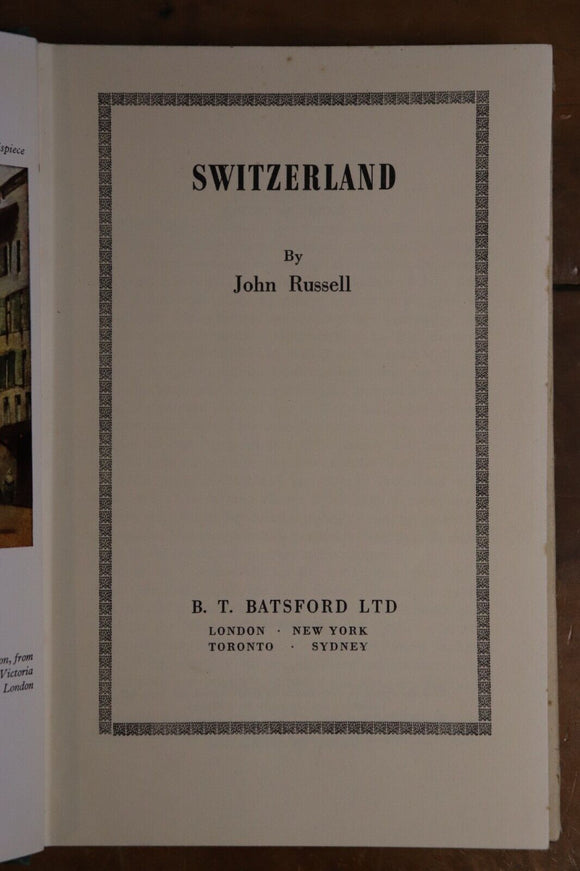 spiece
on, from
Victoria
London
SWITZERLAND
By
John Russell
B. T. BATSFORD LTD
LONDON · NEW YORK
TORONTO · SYDNEY